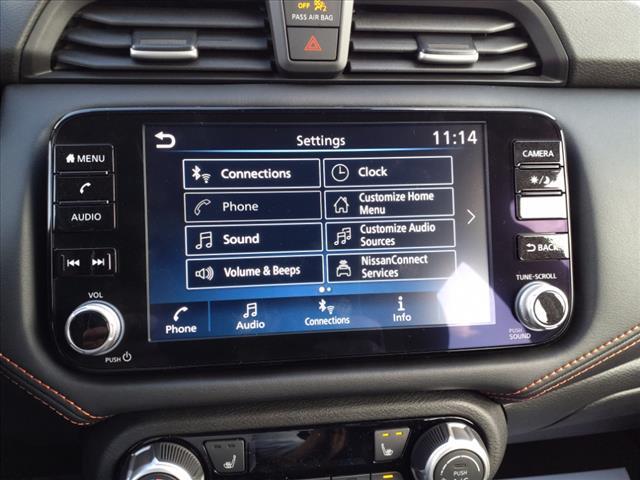 OFF 2
PASS AIR BAG
Settings
11:14
MENU
AUDIO
VOL
PUSH
Connections
Clock
Phone
Customize Home
Menu
Sound
Customize Audio
Sources
Volume & Beeps
NissanConnect
Services
Phone
Audio
Connections
Info
CAMERA
BACK
TUNE-SCROLL
PUSH
SOUND